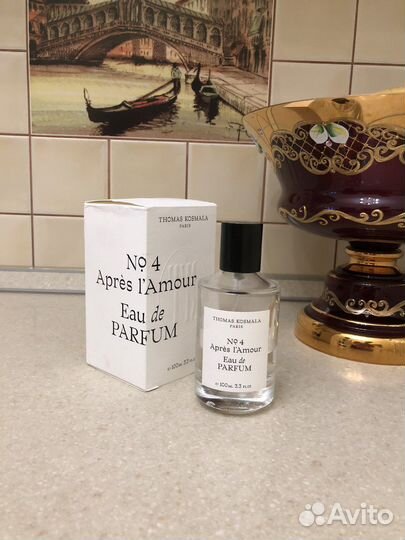 THOMAS KOSMALA
PARIS
Nº 4
Après l'Amour
Eau de
PARFUM
℮ 100ml 3.3 fl.oz
THOMAS KOSMALA
PARIS
Nº 4
Après l'Amour
Eau de
PARFUM
℮ 100ml 3.3 fl.oz
Avito